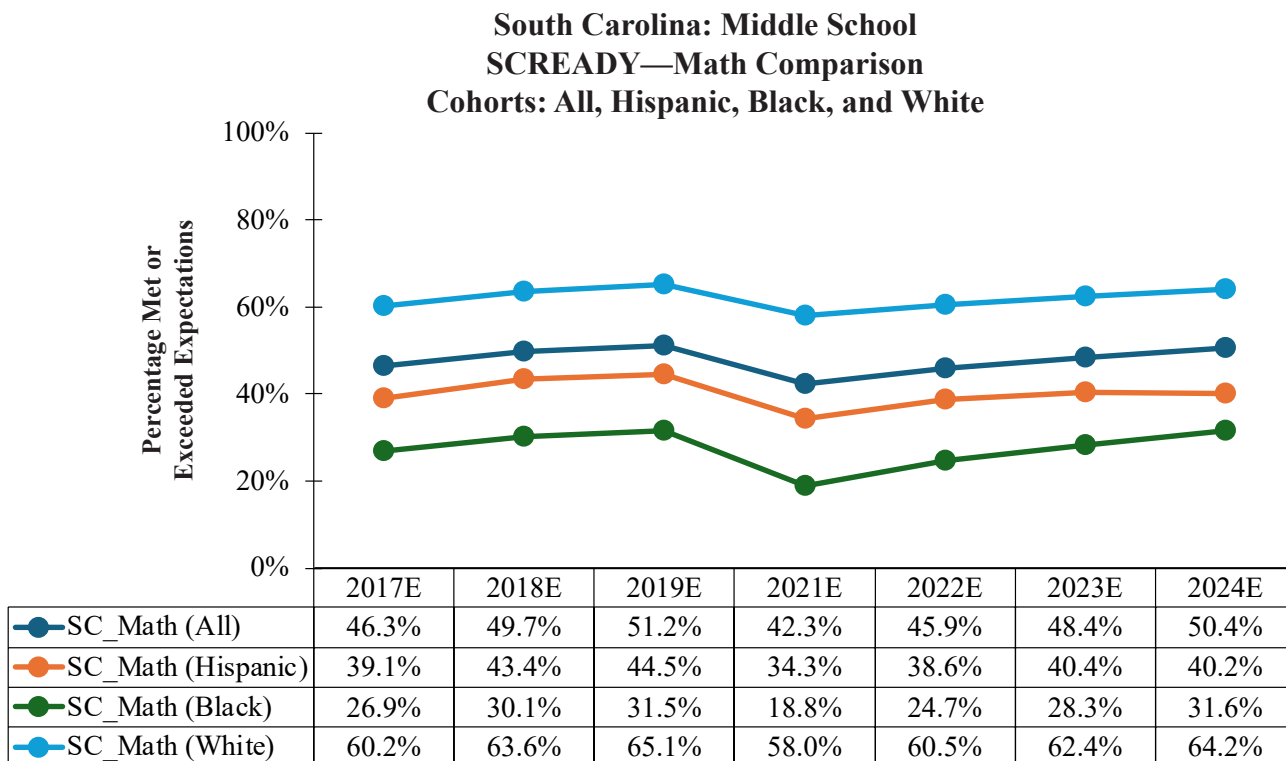 South Carolina: Middle School
SCREADY—Math Comparison
Cohorts: All, Hispanic, Black, and White
Percentage Met or
Exceeded Expectations
100%
80%
60%
40%
20%
0%
2017E 2018E 2019E 2021E 2022E 2023E 2024E
SC_Math (All) 46.3% 49.7% 51.2% 42.3% 45.9% 48.4% 50.4%
SC_Math (Hispanic) 39.1% 43.4% 44.5% 34.3% 38.6% 40.4% 40.2%
SC_Math (Black) 26.9% 30.1% 31.5% 18.8% 24.7% 28.3% 31.6%
SC_Math (White) 60.2% 63.6% 65.1% 58.0% 60.5% 62.4% 64.2%